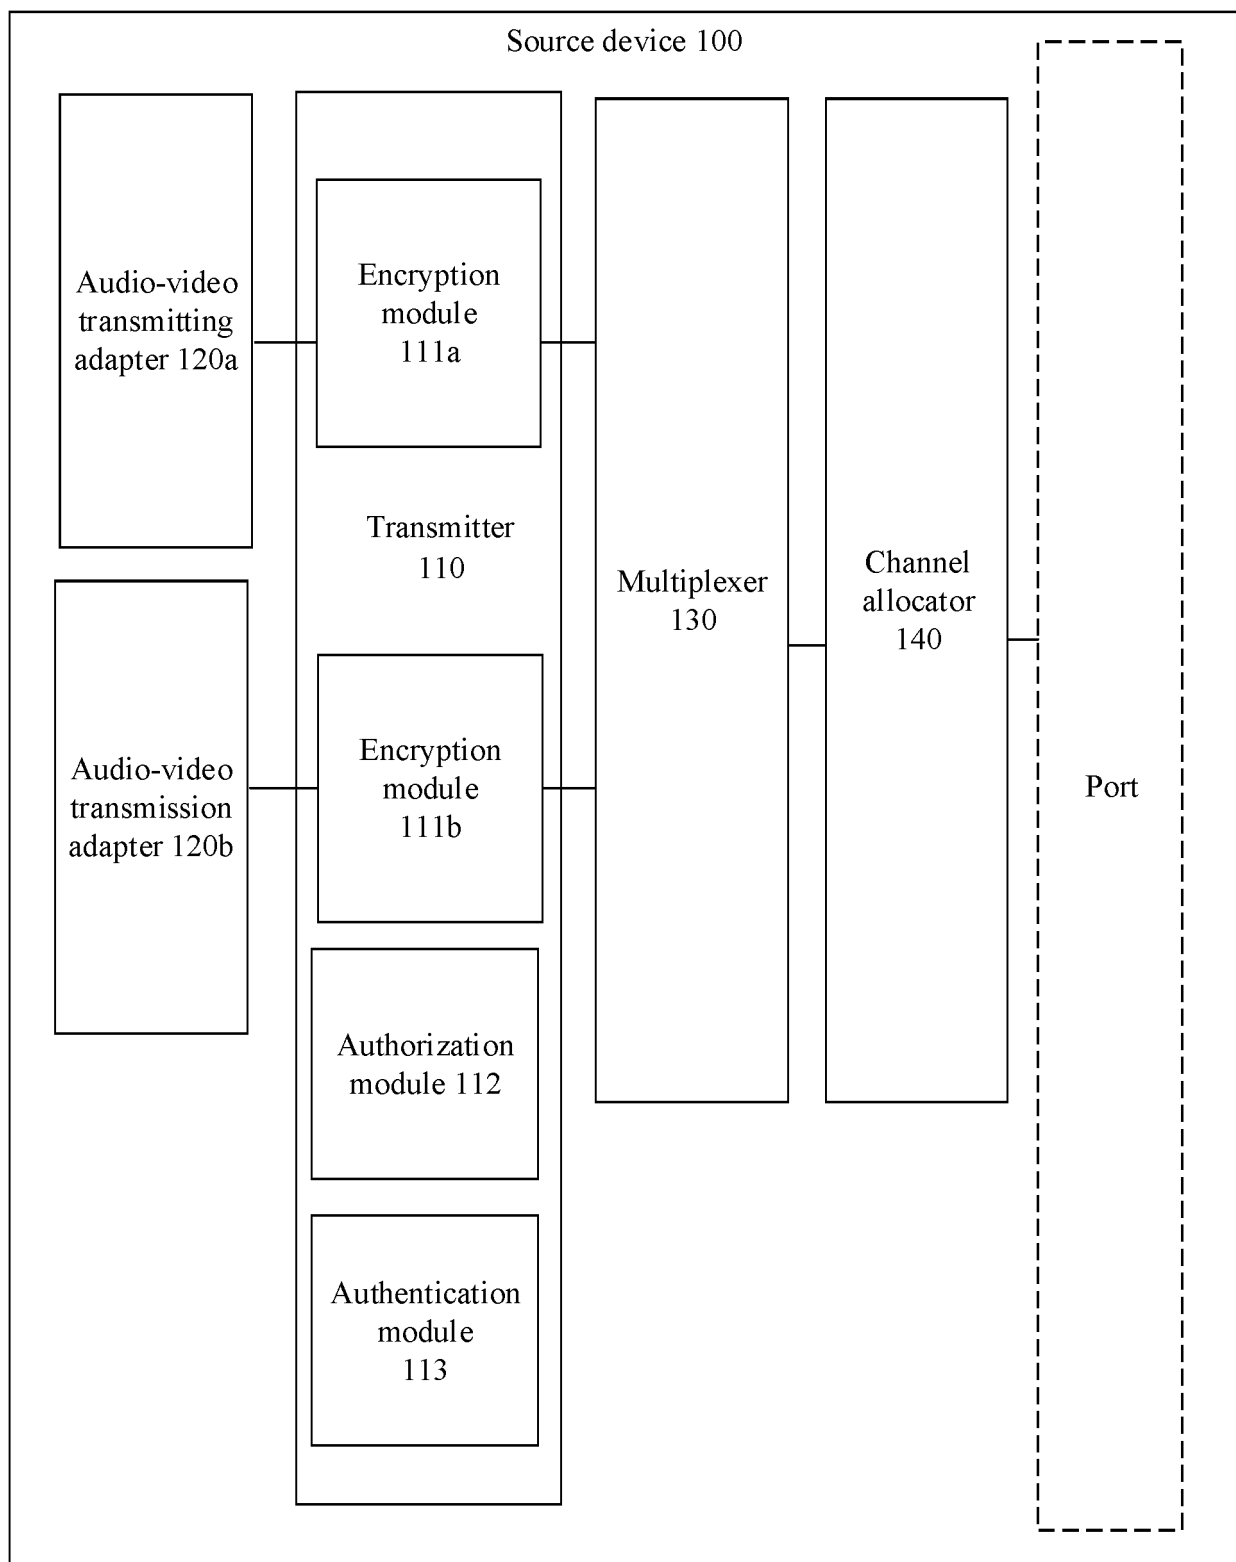 Source device 100
Audio-video
transmitting
adapter 120a
Encryption
module
111a
Transmitter
110
Audio-video
transmission
adapter 120b
Encryption
module
111b
Authorization
module 112
Authentication
module
113
Multiplexer
130
Channel
allocator
140
Port